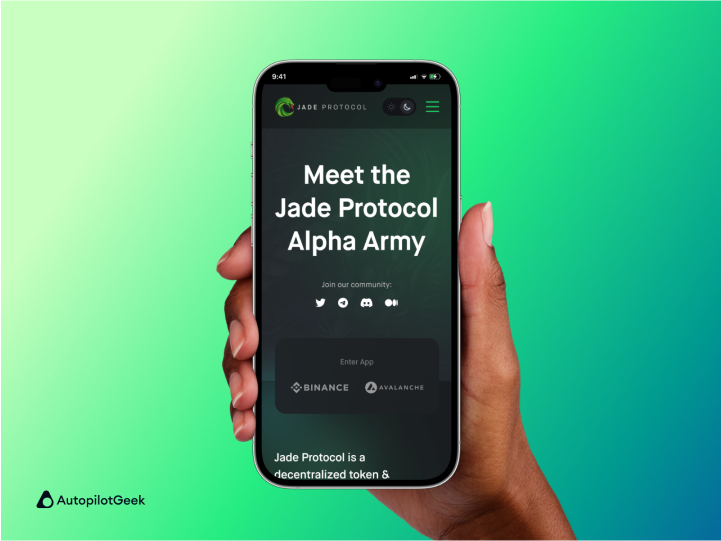 9:41
JADE PROTOCOL
Meet the
Jade Protocol
Alpha Army
Join our community:
Enter App
BINANCE
AVALANCHE
Jade Protocol is a
decentralized token &
AutopilotGeek